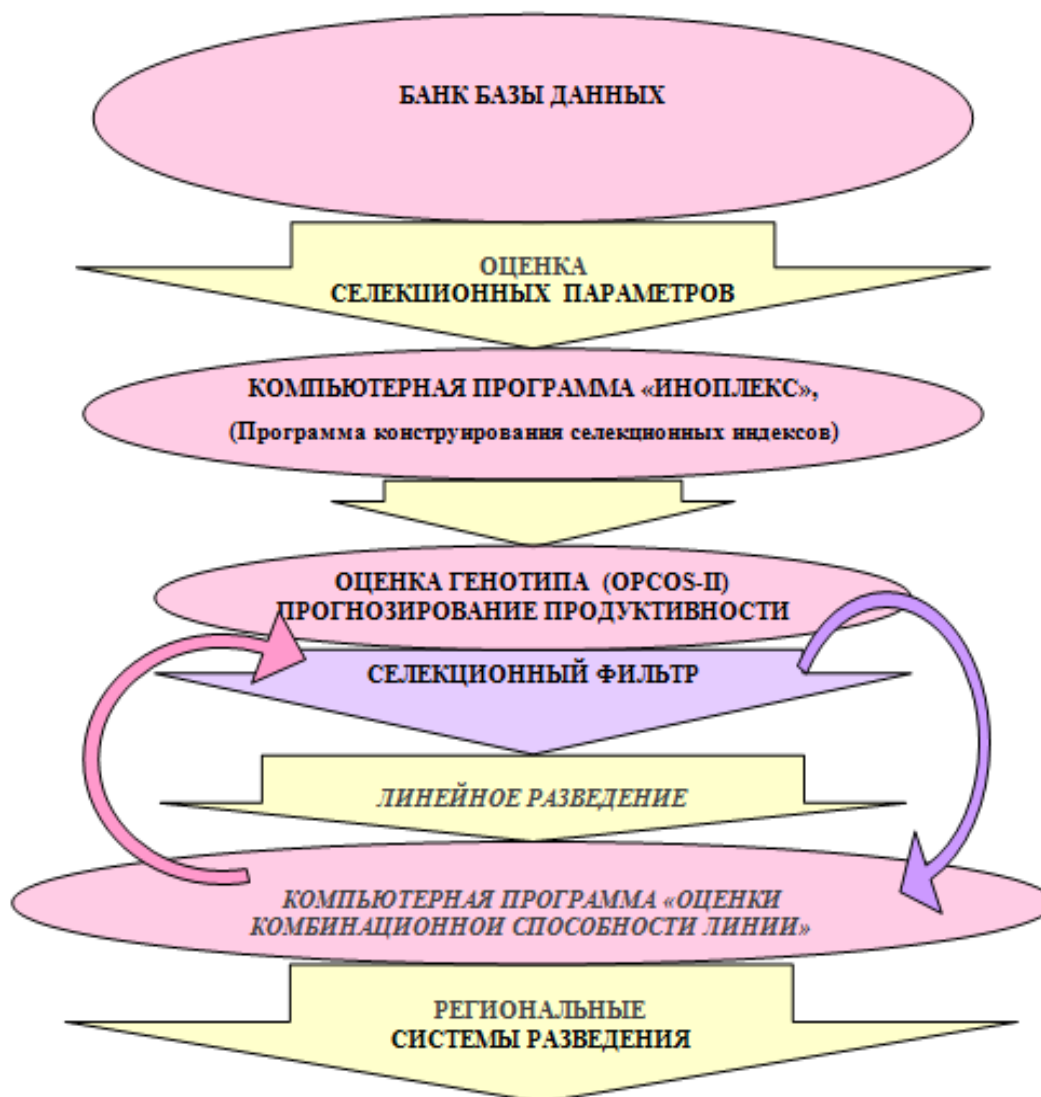 БАНК БАЗЫ ДАННЫХ
ОЦЕНКА
СЕЛЕКЦИОННЫХ ПАРАМЕТРОВ
КОМПЬЮТЕРНАЯ ПРОГРАММА «ИНОПЛЕКС»,
(Программа конструирования селекционных индексов)
ОЦЕНКА ГЕНОТИПА (OPCOS-II)
ПРОГНОЗИРОВАНИЕ ПРОДУКТИВНОСТИ
СЕЛЕКЦИОННЫЙ ФИЛЬТР
ЛИНЕЙНОЕ РАЗВЕДЕНИЕ
КОМПЬЮТЕРНАЯ ПРОГРАММА «ОЦЕНКИ
КОМБИНАЦИОННОИ СПОСОБНОСТИ ЛИНИИ»
РЕГИОНАЛЬНЫЕ
СИСТЕМЫ РАЗВЕДЕНИЯ